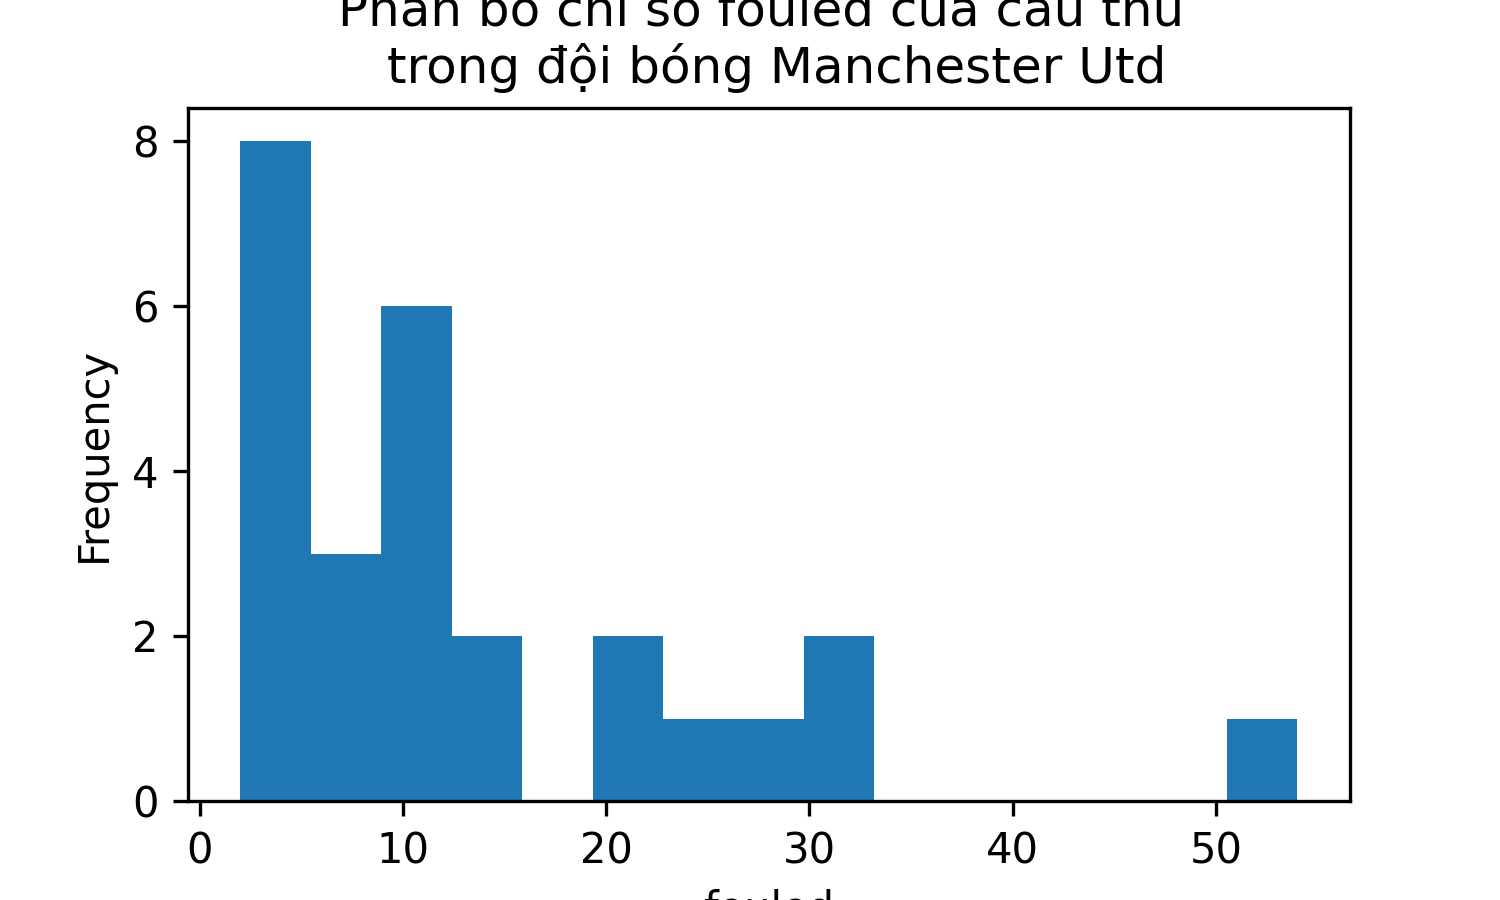 Phân bố chỉ số fouled của cầu thủ
trong đội bóng Manchester Utd
8
6
4
2
0
Frequency
0 10 20 30 40 50
fouled